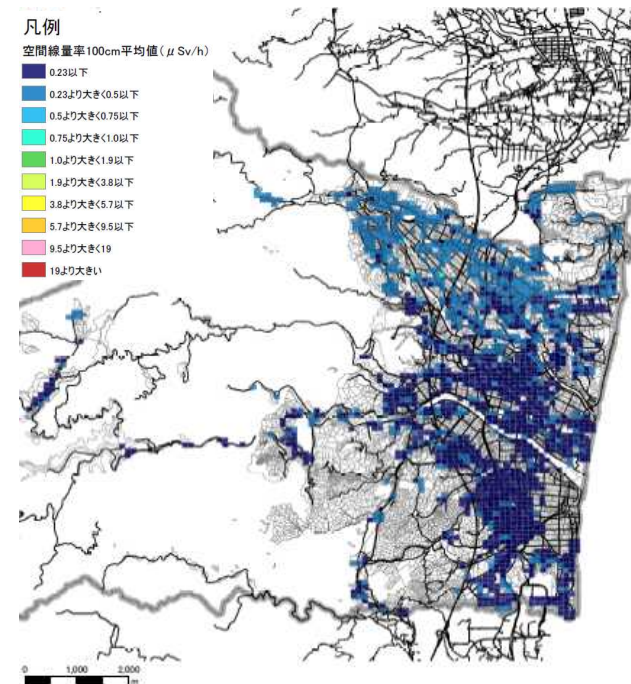 凡例
空間線量率100cm平均値(μSv/h)
0.23以下
0.23より大きく0.5以下
0.5より大きく0.75以下
0.75より大きく1.0以下
1.0より大きく1.9以下
1.9より大きく3.8以下
3.8より大きく5.7以下
5.7より大きく9.5以下
9.5より大きく19
19より大きい
0 1,000 2,000
m